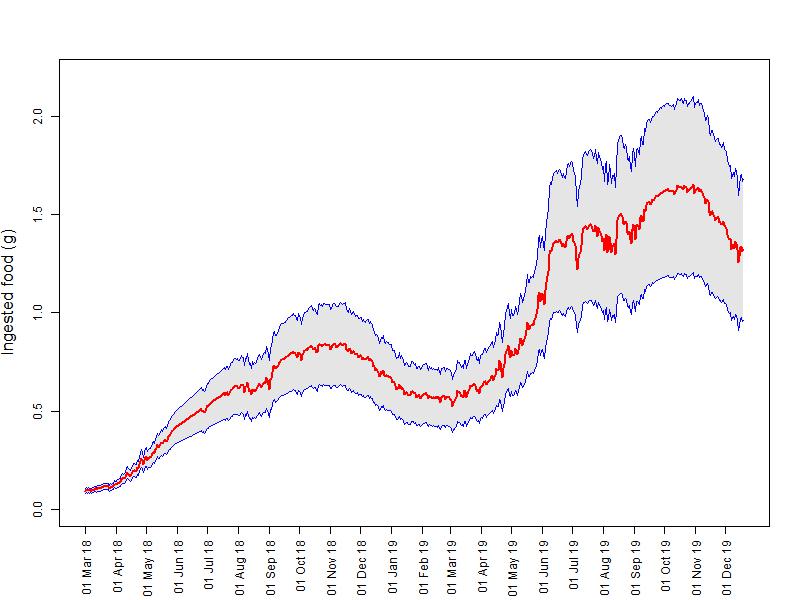 Ingested food (g)
2.0
1.5
1.0
0.5
0.0
01 Mar 18
01 Apr 18
01 May 18
01 Jun 18
01 Jul 18
01 Aug 18
01 Sep 18
01 Oct 18
01 Nov 18
01 Dec 18
01 Jan 19
01 Feb 19
01 Mar 19
01 Apr 19
01 May 19
01 Jun 19
01 Jul 19
01 Aug 19
01 Sep 19
01 Oct 19
01 Nov 19
01 Dec 19